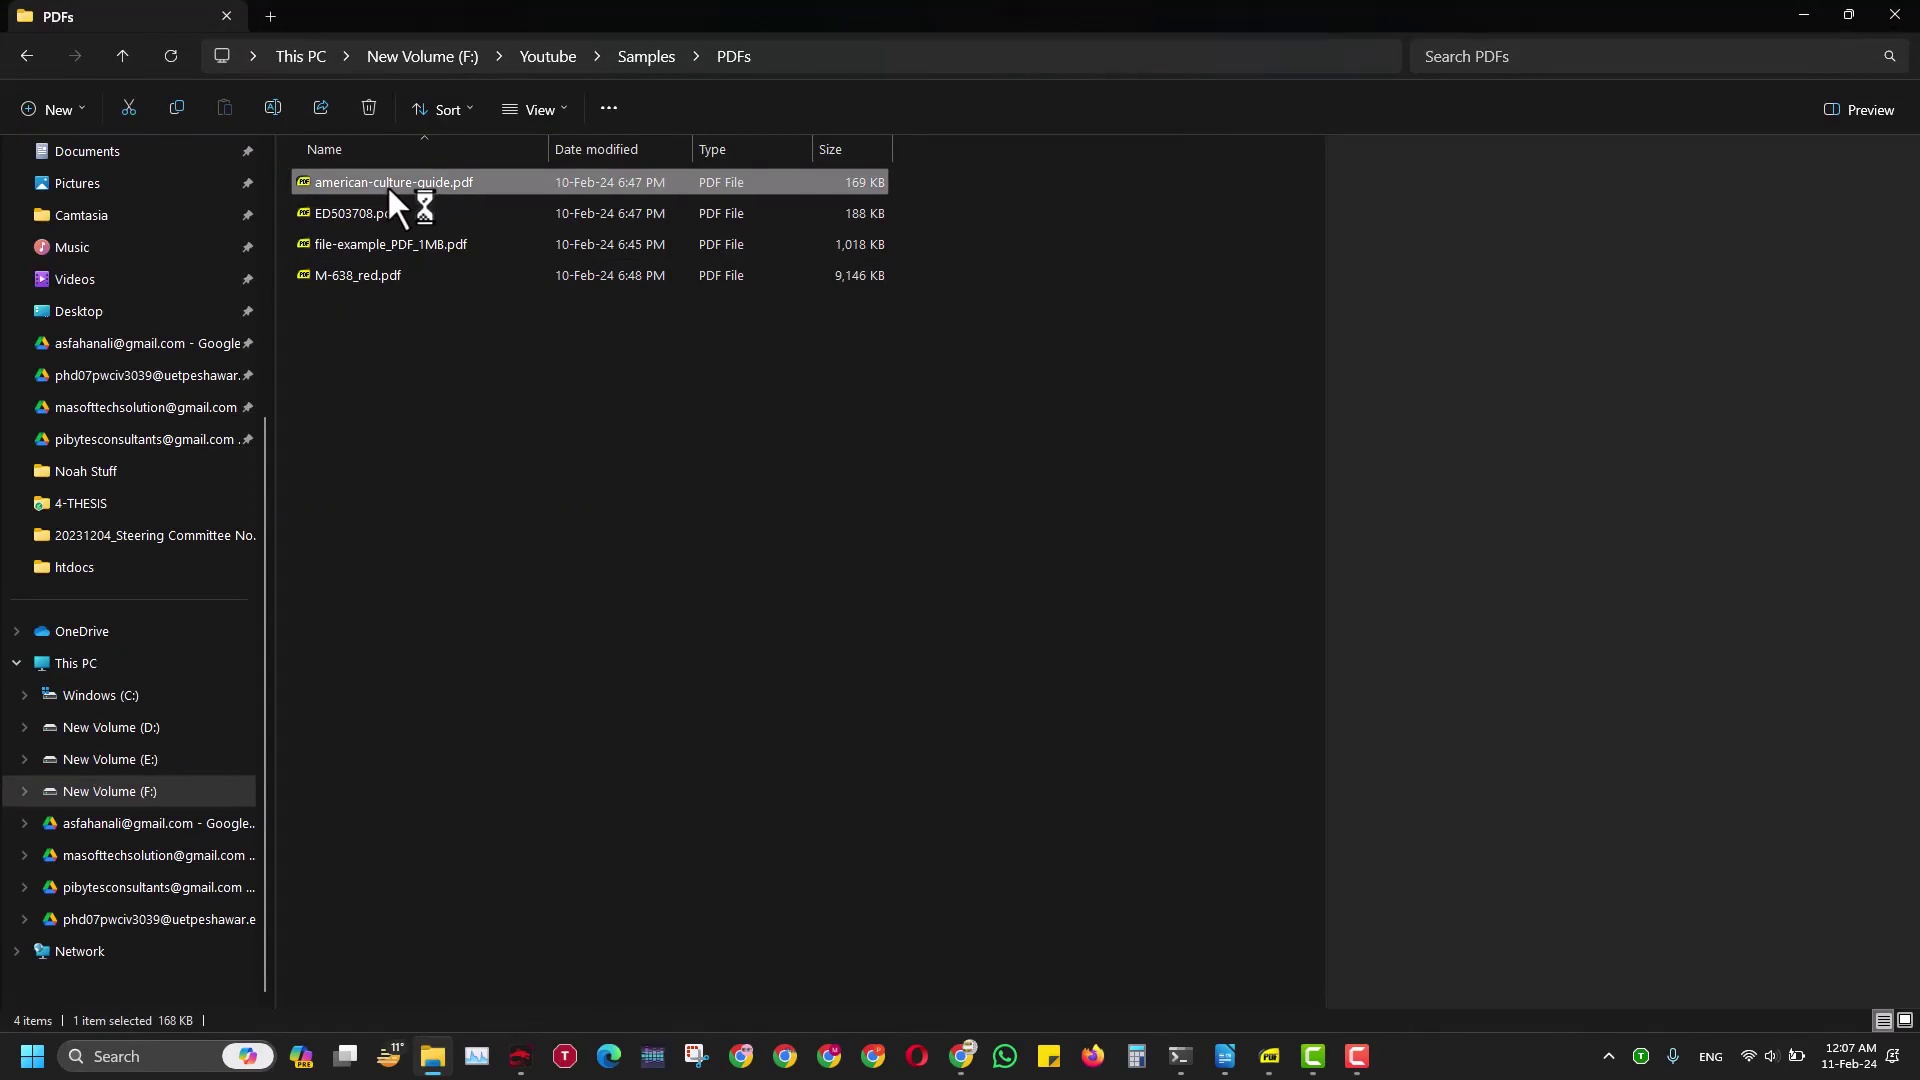 PDFs
This PC > New Volume (F:) > Youtube > Samples > PDFs
Search PDFs
New
Sort
View
Preview
Name
Date modified
Type
Size
american-culture-guide.pdf 10-Feb-24 6:47 PM PDF File 169 KB
ED503708.p 10-Feb-24 6:47 PM PDF File 188 KB
file-example_PDF_1MB.pdf 10-Feb-24 6:45 PM PDF File 1,018 KB
M-638_red.pdf 10-Feb-24 6:48 PM PDF File 9,146 KB
Documents
Pictures
Camtasia
Music
Videos
Desktop
asfahanali@gmail.com - Google
phd07pwciv3039@uetpeshawar.
masofttechsolution@gmail.com
pibytesconsultants@gmail.com .
Noah Stuff
4-THESIS
20231204_Steering Committee No.
htdocs
OneDrive
This PC
Windows (C:)
New Volume (D:)
New Volume (E:)
New Volume (F:)
asfahanali@gmail.com - Google..
masofttechsolution@gmail.com ..
pibytesconsultants@gmail.com ...
phd07pwciv3039@uetpeshawar.e
Network
4 items | 1 item selected 168 KB |
Search
PRE
11°
T
PDF
ENG
12:07 AM
11-Feb-24